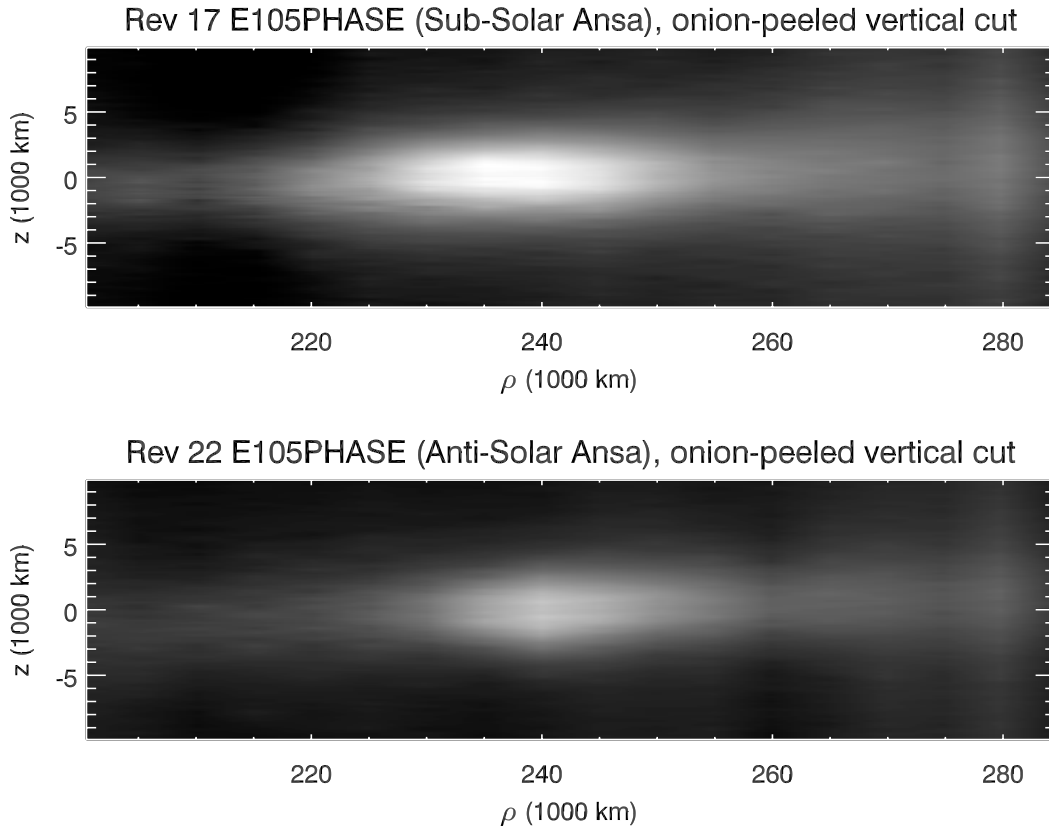 Rev 17 E105PHASE (Sub-Solar Ansa), onion-peeled vertical cut
z (1000 km)
5
0
-5
220 240 260 280
ρ (1000 km)
Rev 22 E105PHASE (Anti-Solar Ansa), onion-peeled vertical cut
z (1000 km)
5
0
-5
220 240 260 280
ρ (1000 km)